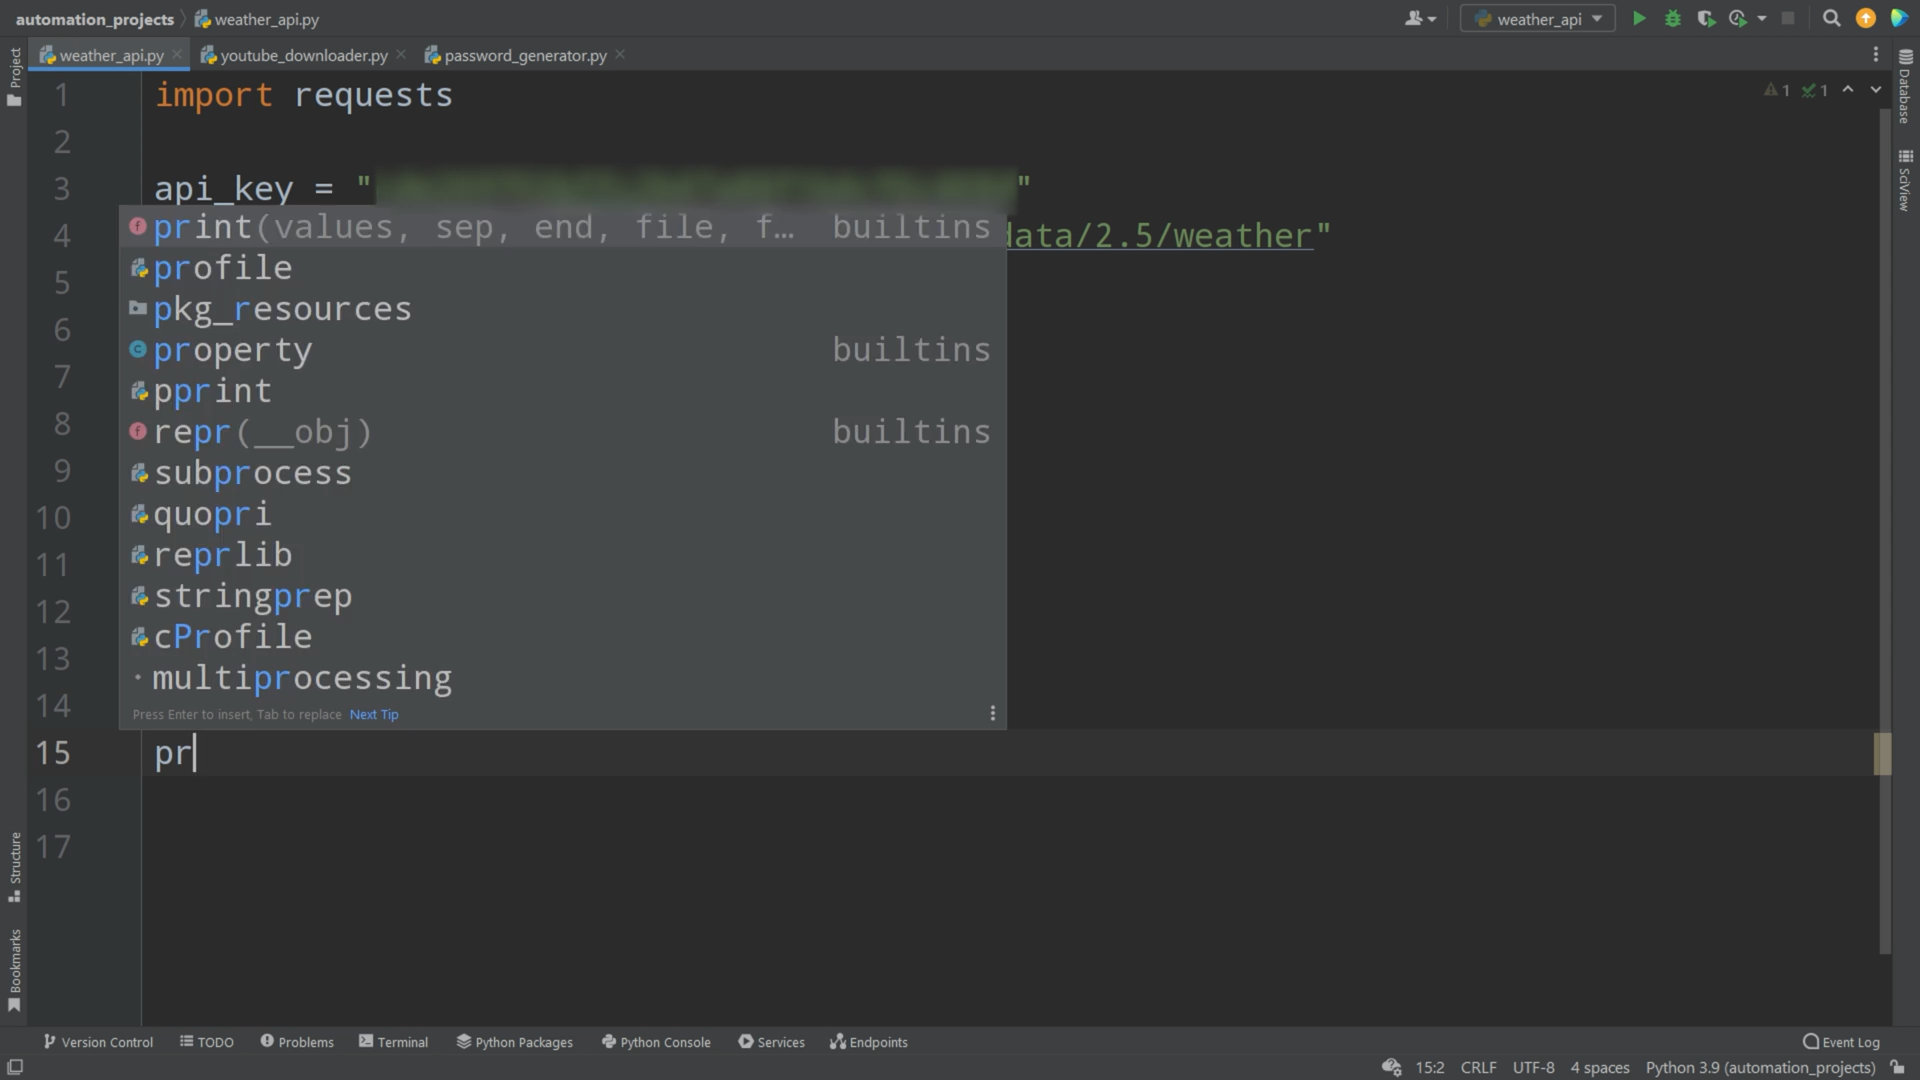 automation_projects weather_api.py weather_api
weather_api.py youtube_downloader.py password_generator.py
Project
Database
SciView
Structure
Bookmarks
1 import requests
1 1
2
3 api_key = " "
4 data/2.5/weather"
5
6
7
8
9
10
11
12
13
14
print(values, sep, end, file, f… builtins
profile
pkg_resources
property builtins
pprint
repr(__obj) builtins
subprocess
quopri
reprlib
stringprep
cProfile
multiprocessing
Press Enter to insert, Tab to replace Next Tip
15 pr
16
17
Version Control TODO Problems Terminal Python Packages Python Console Services Endpoints Event Log
15:2 CRLF UTF-8 4 spaces Python 3.9 (automation_projects)